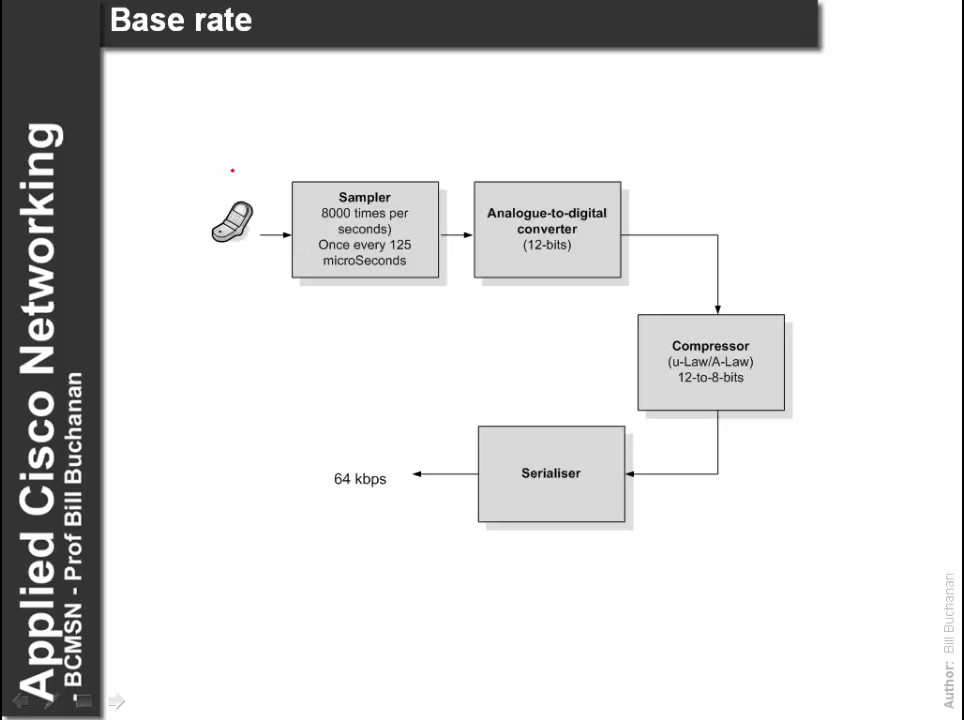 Base rate
Applied Cisco Networking
- BCMSN - Prof Bill Buchanan
Sampler
8000 times per
seconds)
Once every 125
microSeconds
Analogue-to-digital
converter
(12-bits)
Compressor
(u-Law/A-Law)
12-to-8-bits
Serialiser
64 kbps
Author: Bill Buchanan